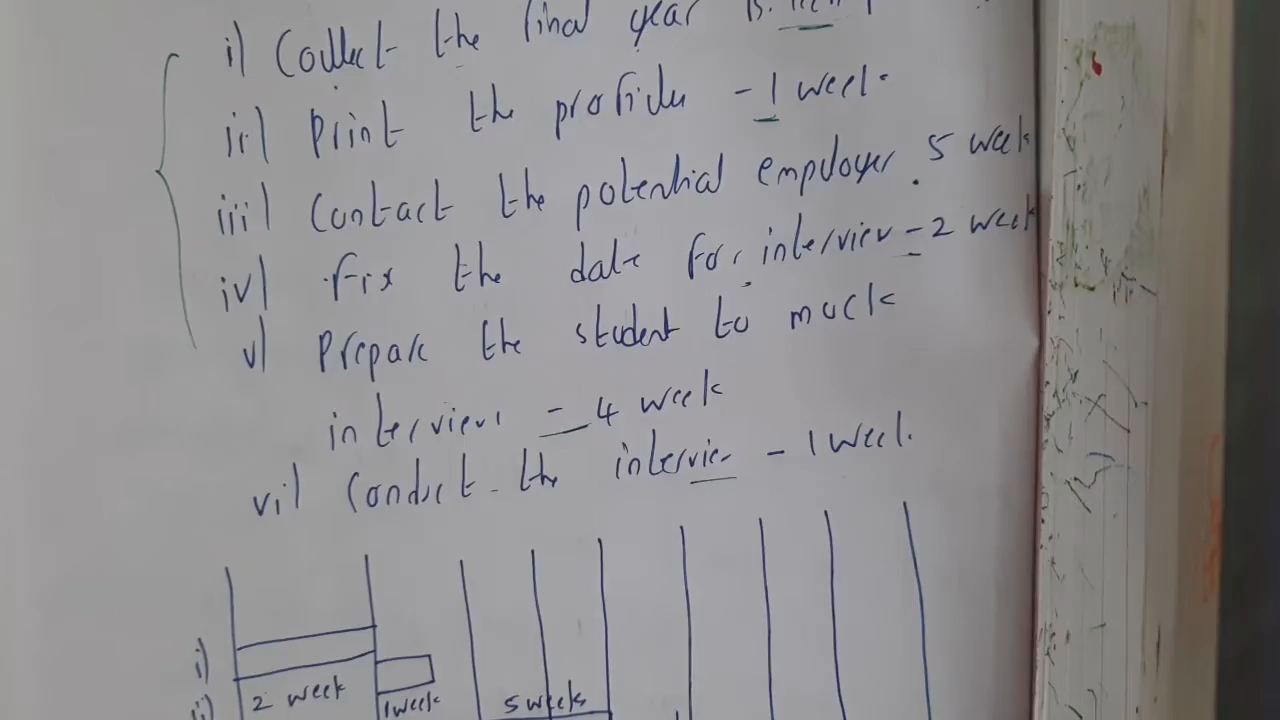 i) Collect the final year
ii) Print the profile - 1 week.
iii) Contact the potential employer. 5 week
iv) Fix the date for interview - 2 week
v) Prepare the student to mock
interview - 4 week
vi) Conduct the interview - 1 week.
i)
2 week
ii)
1 week
5 weeks